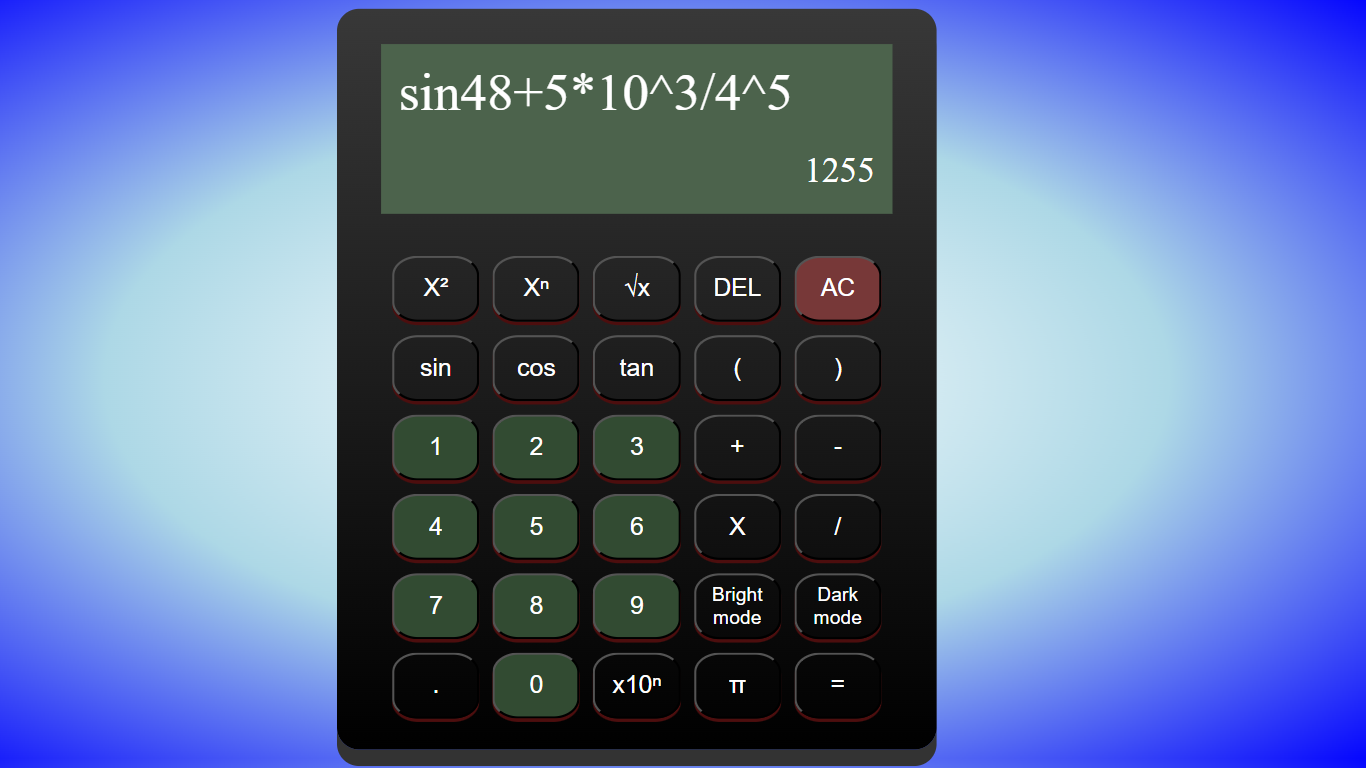 sin48+5*10^3/4^5
1255
X² Xⁿ √x DEL AC
sin cos tan ( )
1 2 3 + -
4 5 6 X /
7 8 9 Bright mode Dark mode
. 0 x10ⁿ π =